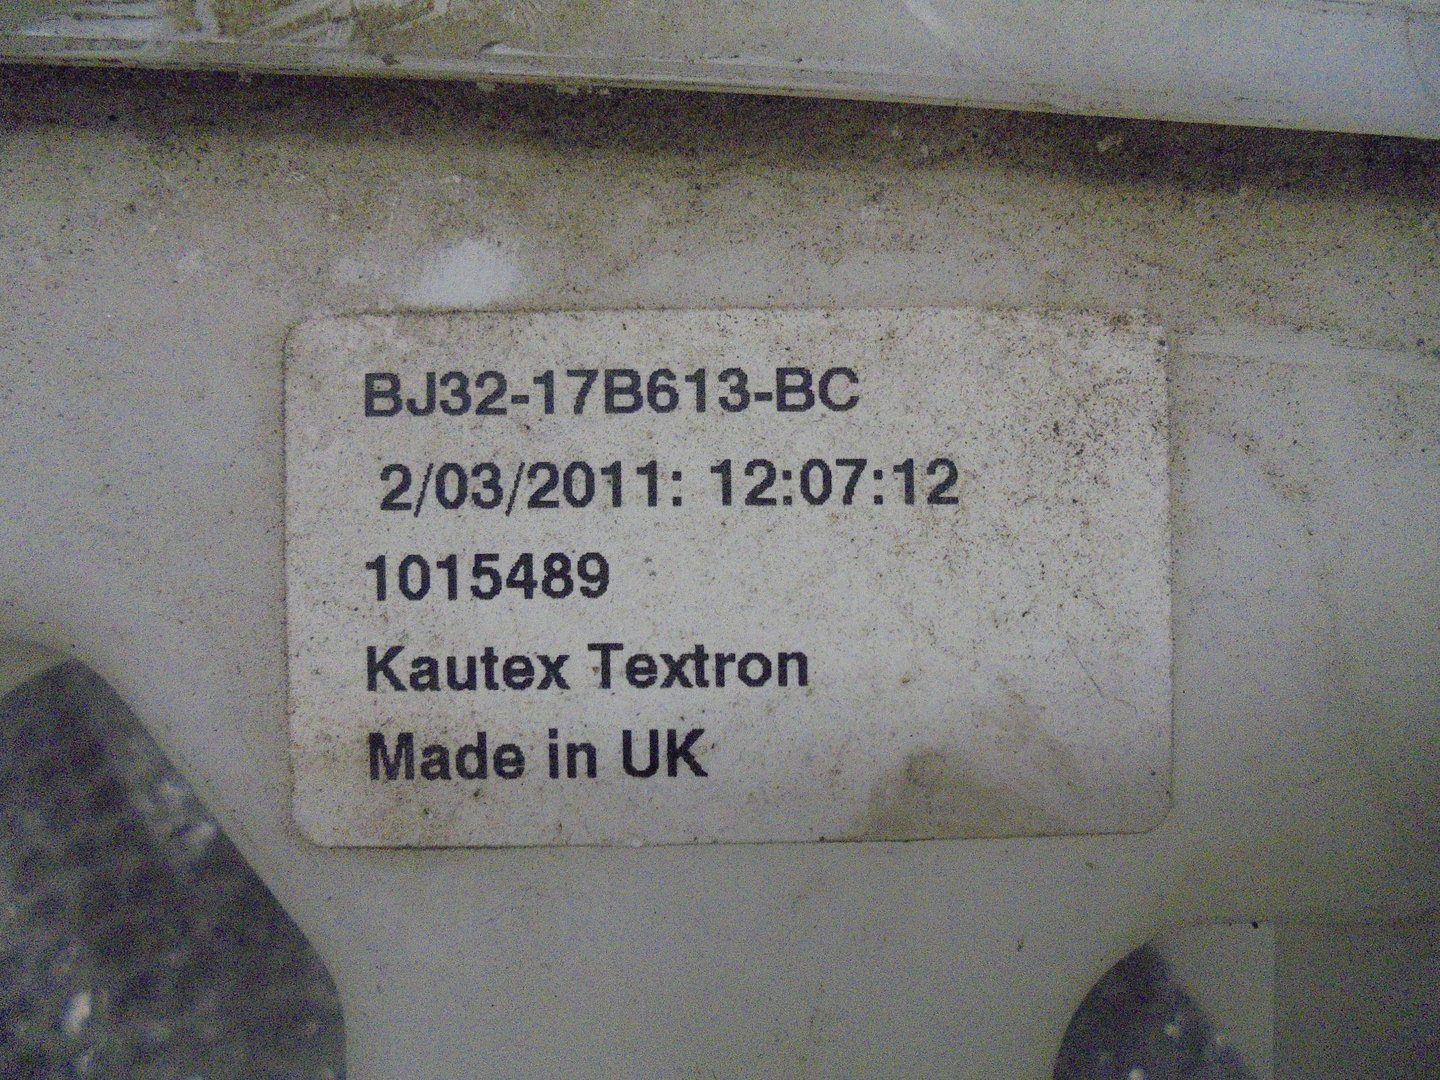 BJ32-17B613-BC
2/03/2011: 12:07:12
1015489
Kautex Textron
Made in UK